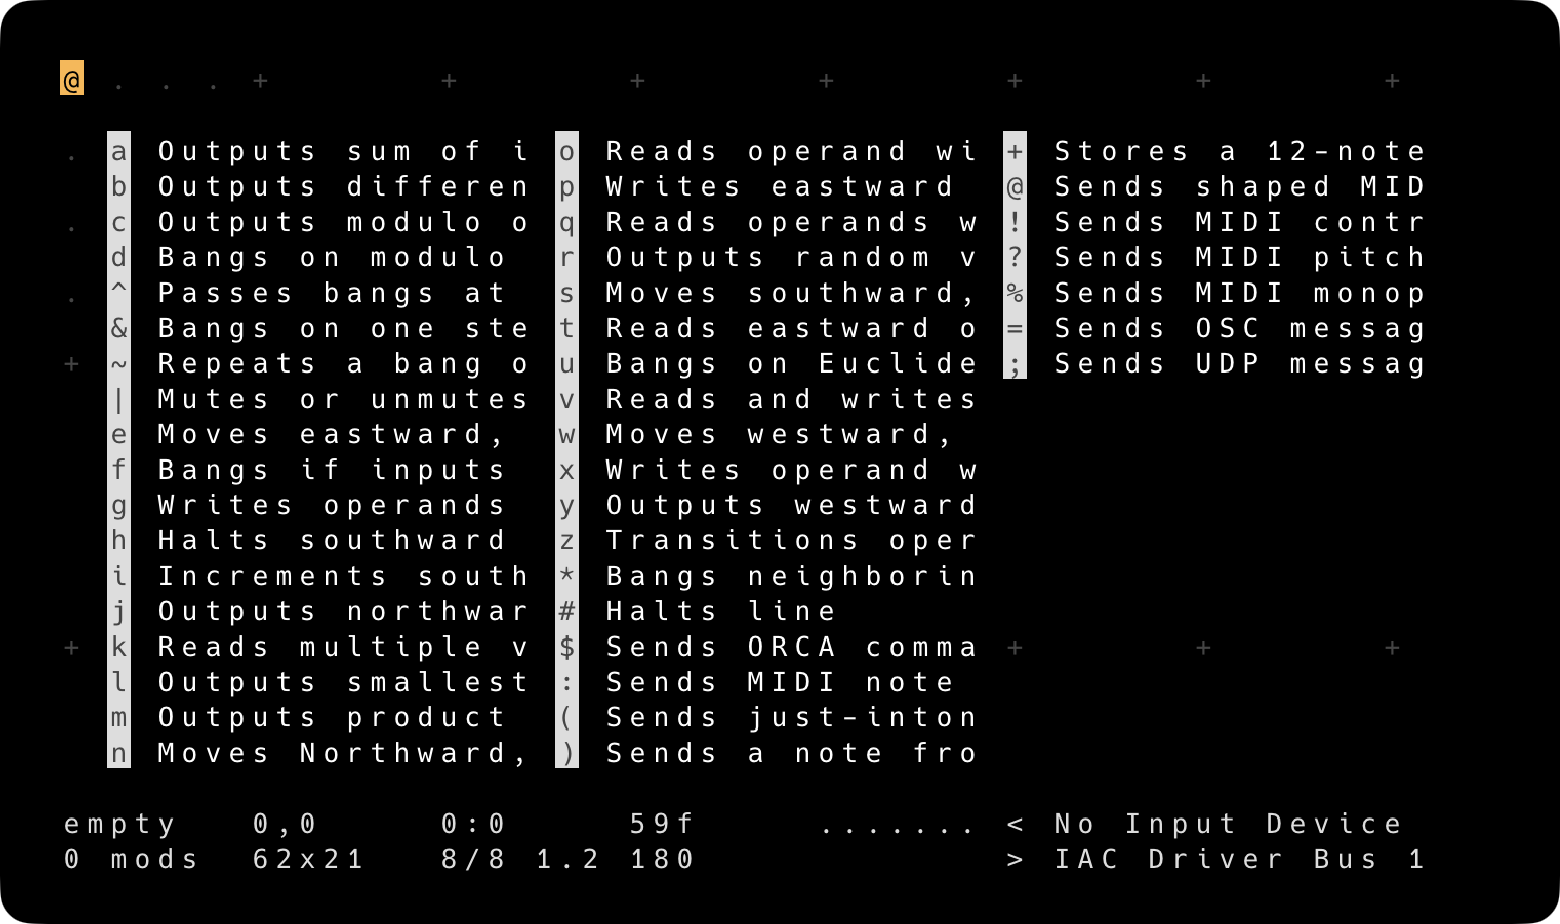 @ . . . + + + + + + +
. a Outputs sum of i o Reads operand wi + Stores a 12-note
b Outputs differen p Writes eastward @ Sends shaped MID
. c Outputs modulo o q Reads operands w ! Sends MIDI contr
d Bangs on modulo r Outputs random v ? Sends MIDI pitch
. ^ Passes bangs at s Moves southward, % Sends MIDI monop
& Bangs on one ste t Reads eastward o = Sends OSC messag
+ ~ Repeats a bang o u Bangs on Euclide ; Sends UDP messag
| Mutes or unmutes v Reads and writes
e Moves eastward, w Moves westward,
f Bangs if inputs x Writes operand w
g Writes operands y Outputs westward
h Halts southward z Transitions oper
i Increments south * Bangs neighborin
j Outputs northwar # Halts line
+ k Reads multiple v $ Sends ORCA comma + + +
l Outputs smallest : Sends MIDI note
m Outputs product ( Sends just-inton
n Moves Northward, ) Sends a note fro
empty 0,0 0:0 59f ....... < No Input Device
0 mods 62x21 8/8 1.2 180 > IAC Driver Bus 1